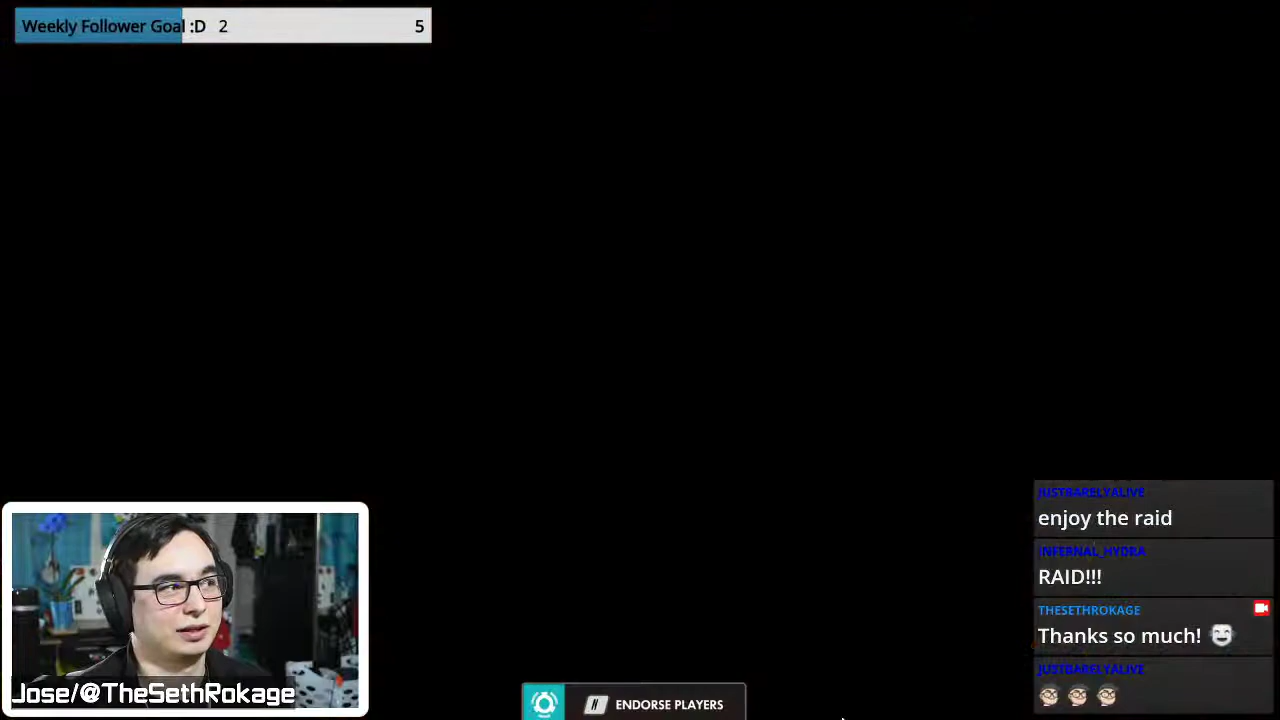 Weekly Follower Goal :D 2 5
JUSTBARELYALIVE
enjoy the raid
INFERNAL_HYDRA
RAID!!!
THESETHROKAGE
Thanks so much!
JUSTBARELYALIVE
Jose/@TheSethRokage
ENDORSE PLAYERS